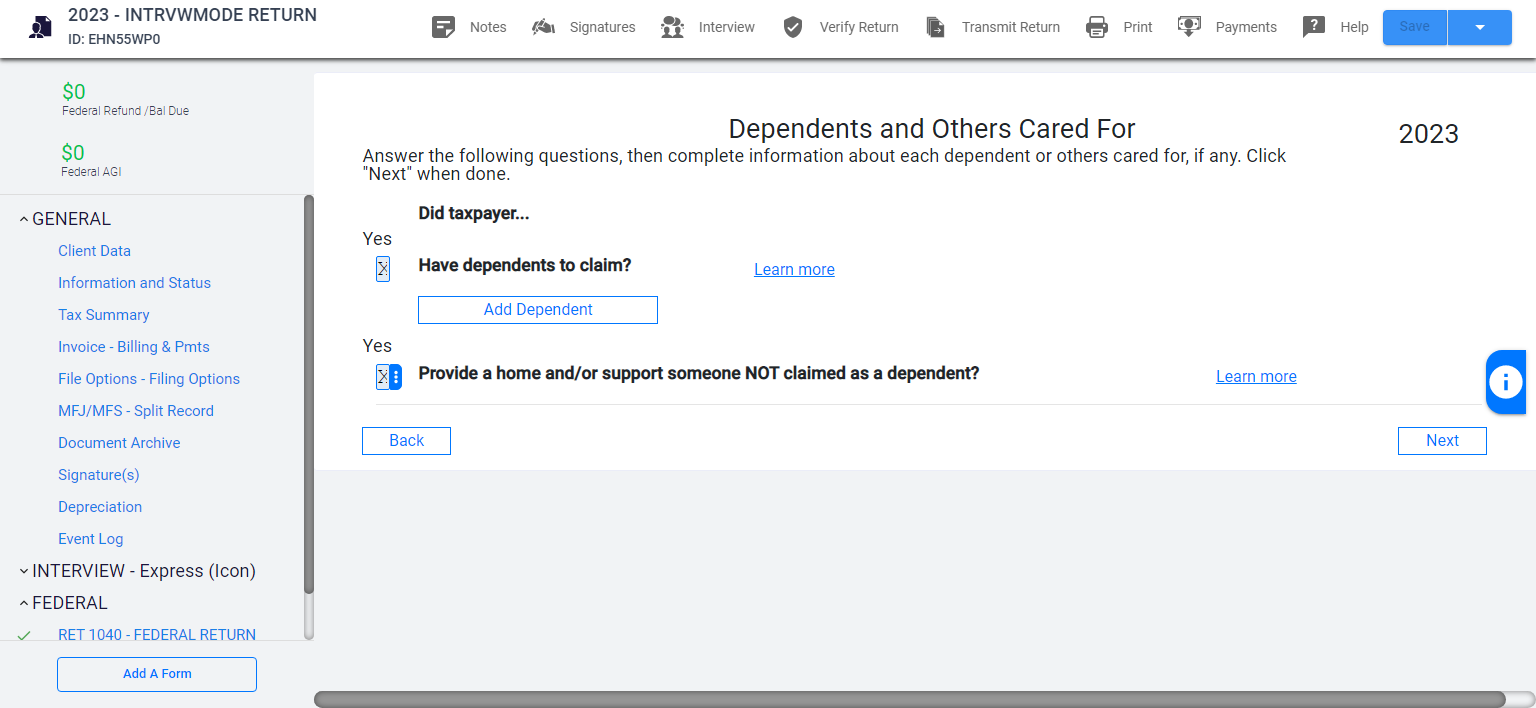 2023 - INTRVWMODE RETURN
ID: EHN55WP0
Notes
Signatures
Interview
Verify Return
Transmit Return
Print
Payments
Help
Save
$0
Federal Refund /Bal Due
$0
Federal AGI
GENERAL
Client Data
Information and Status
Tax Summary
Invoice - Billing & Pmts
File Options - Filing Options
MFJ/MFS - Split Record
Document Archive
Signature(s)
Depreciation
Event Log
INTERVIEW - Express (Icon)
FEDERAL
RET 1040 - FEDERAL RETURN
Add A Form
Dependents and Others Cared For
2023
Answer the following questions, then complete information about each dependent or others cared for, if any. Click
"Next" when done.
Did taxpayer...
Yes
X Have dependents to claim? Learn more
Add Dependent
Yes
X Provide a home and/or support someone NOT claimed as a dependent? Learn more
Back
Next